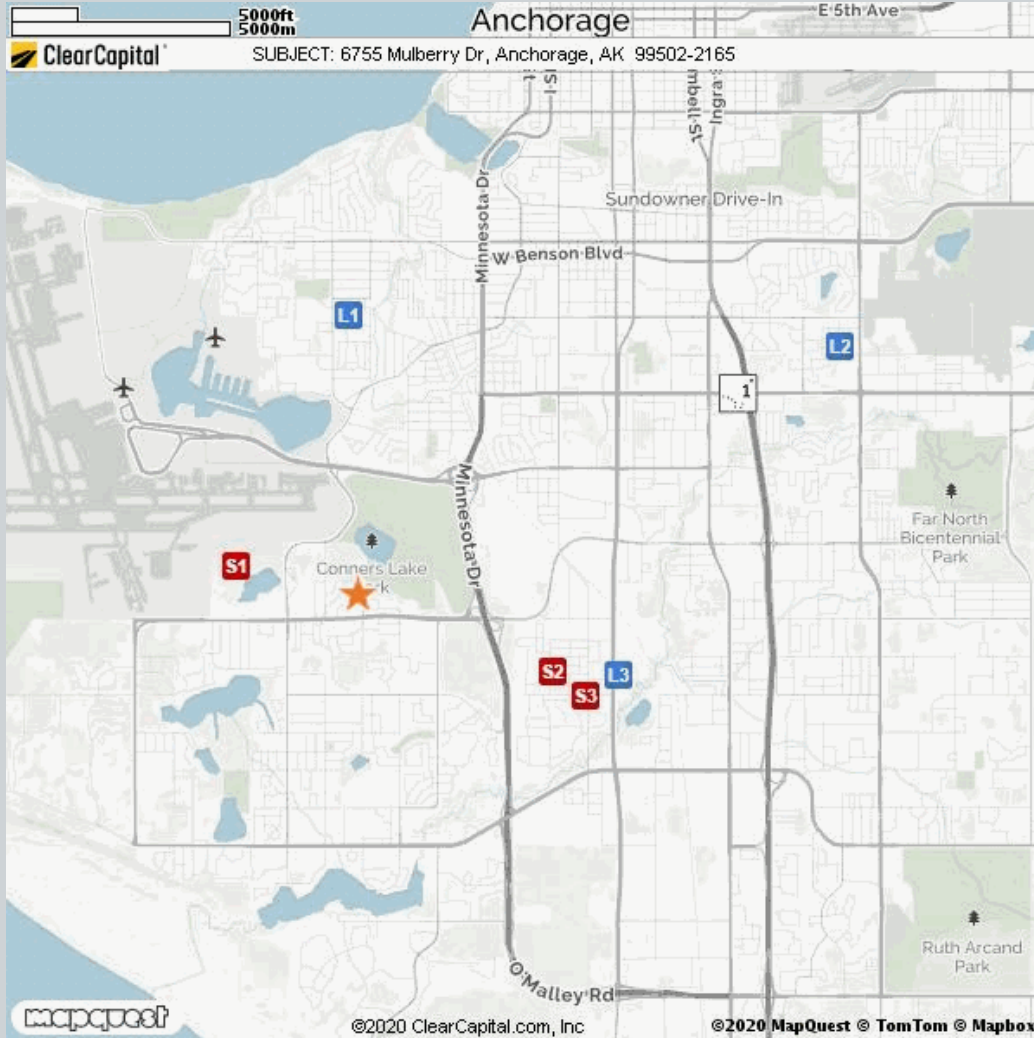 5000ft
5000m
Anchorage
E 5th Ave
ClearCapital
SUBJECT: 6755 Mulberry Dr, Anchorage, AK 99502-2165
I-S
Ingra
Minnesota Dr
Sundowner Drive-In
W Benson Blvd
L1
L2
1
Minnesota Dr
Far North
Bicentennial
Park
S1
Conners Lake
S2
S3
L3
O'Malley Rd
Ruth Arcand
Park
mapquest
©2020 ClearCapital.com, Inc
©2020 MapQuest © TomTom © Mapbox